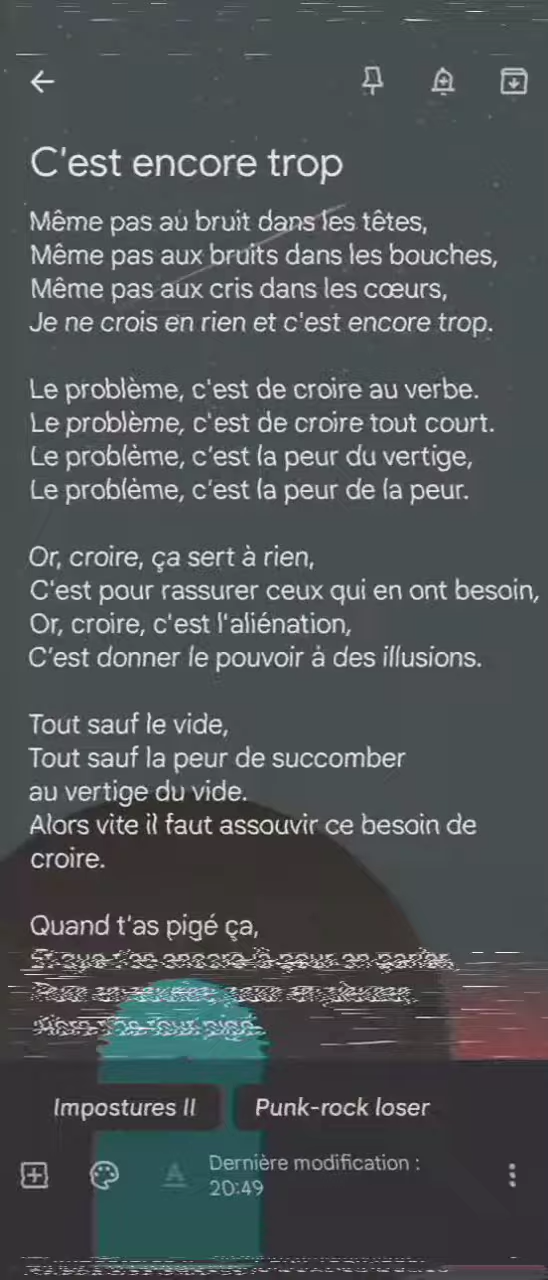 C'est encore trop
Même pas au bruit dans les têtes,
Même pas aux bruits dans les bouches,
Même pas aux cris dans les cœurs,
Je ne crois en rien et c'est encore trop.
Le problème, c'est de croire au verbe.
Le problème, c'est de croire tout court.
Le problème, c'est la peur du vertige,
Le problème, c'est la peur de la peur.
Or, croire, ça sert à rien,
C'est pour rassurer ceux qui en ont besoin,
Or, croire, c'est l'aliénation,
C'est donner le pouvoir à des illusions.
Tout sauf le vide,
Tout sauf la peur de succomber
au vertige du vide.
Alors vite il faut assouvir ce besoin de
croire.
Quand t'as pigé ça,
Impostures II
Punk-rock loser
Dernière modification :
20:49